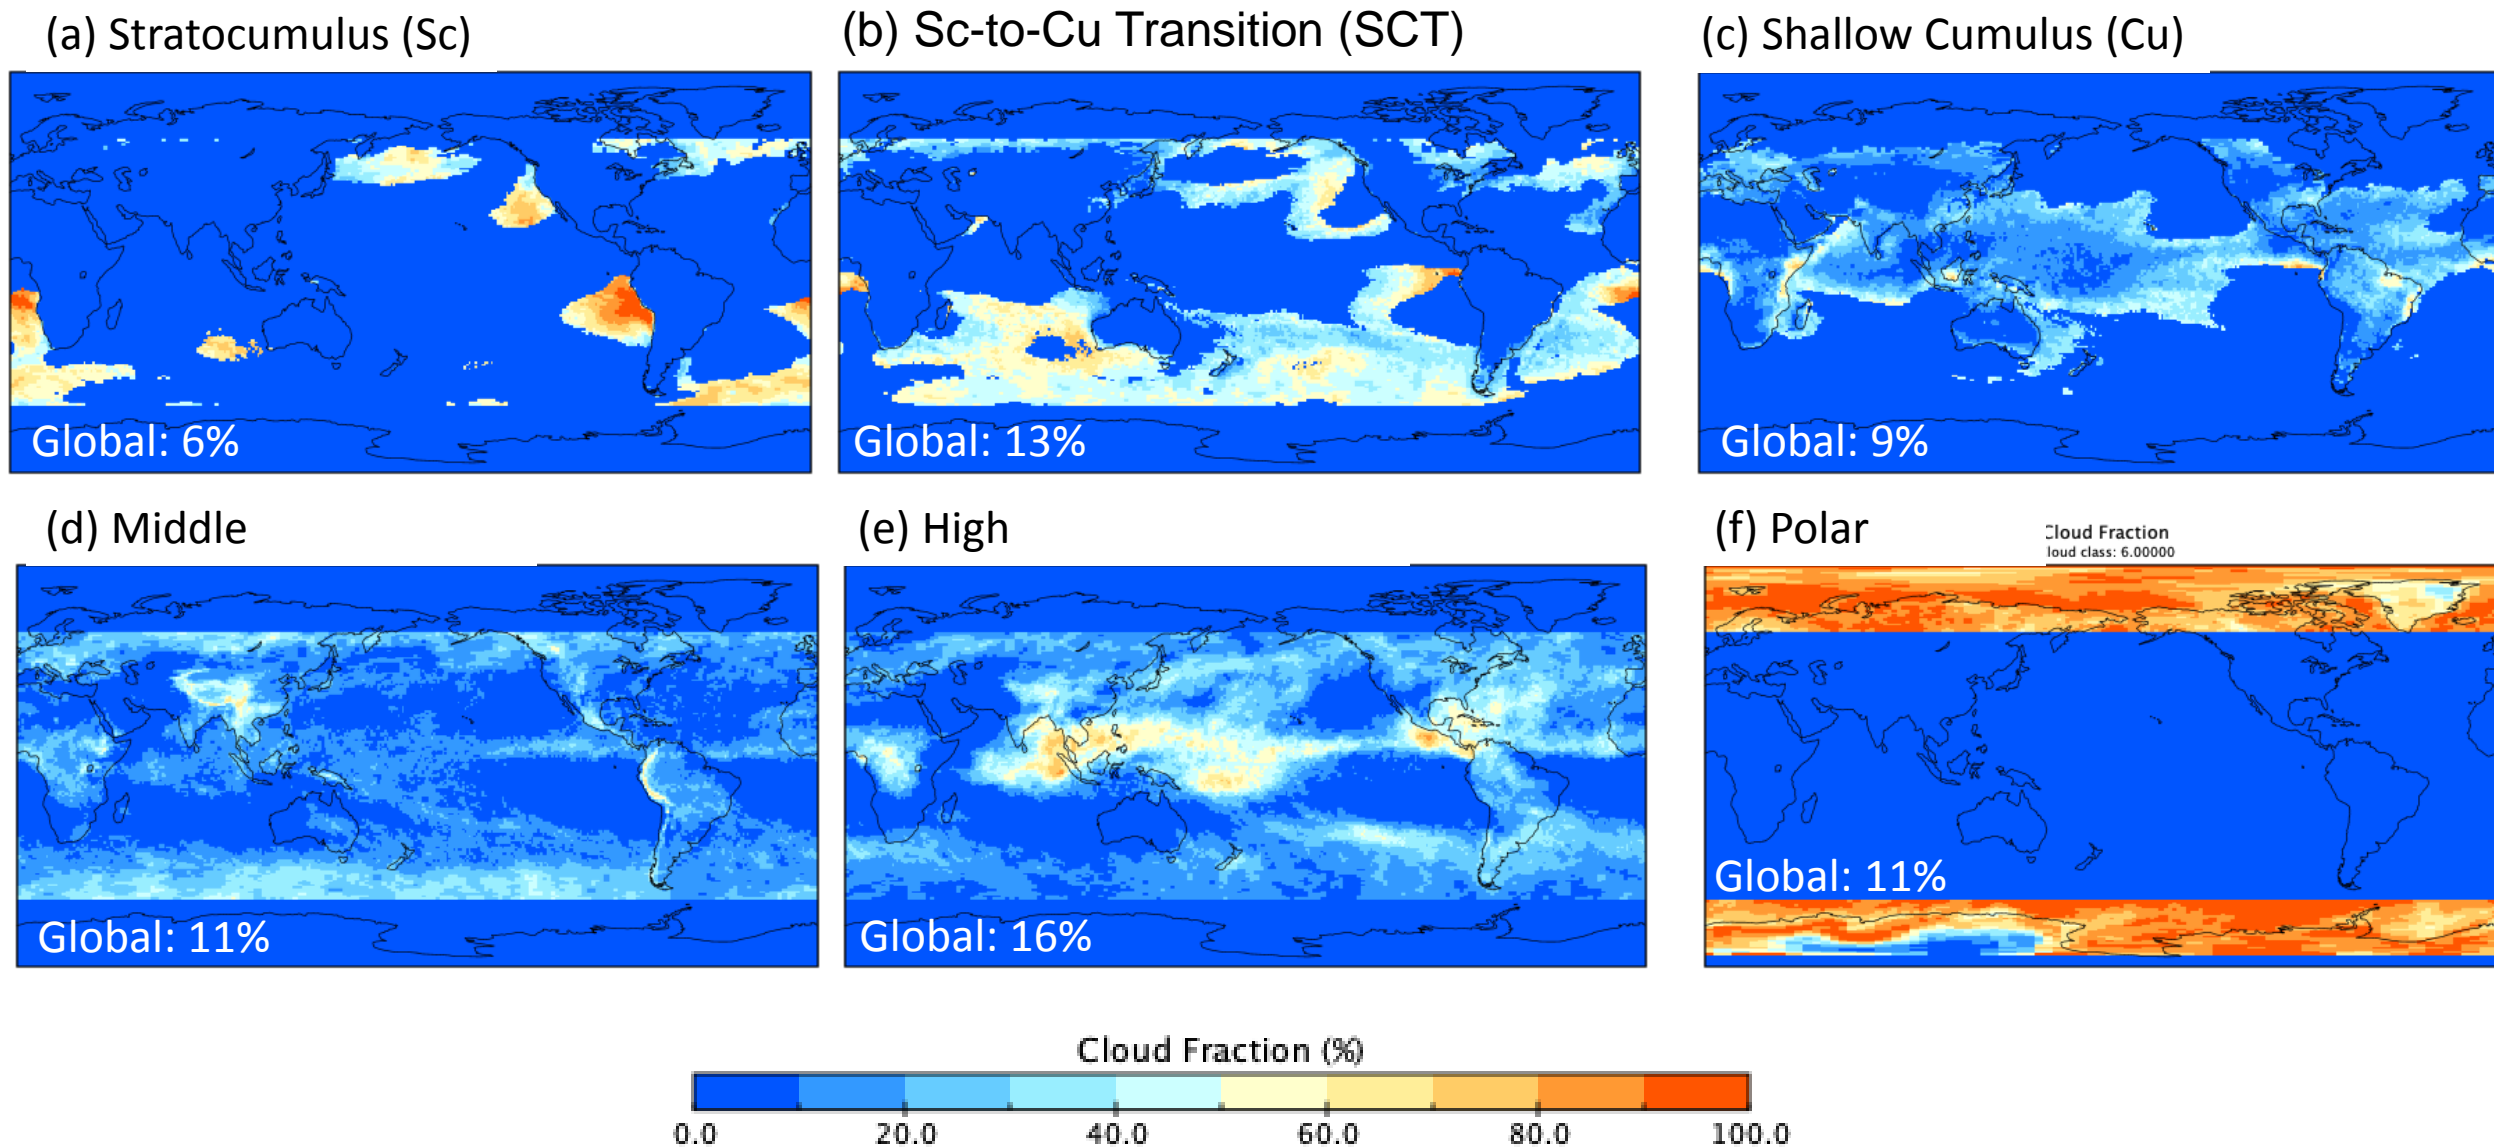 (a) Stratocumulus (Sc)
(b) Sc-to-Cu Transition (SCT)
(c) Shallow Cumulus (Cu)
Global: 6%
Global: 13%
Global: 9%
(d) Middle
(e) High
(f) Polar
Cloud Fraction
loud class: 6.00000
Global: 11%
Global: 16%
Global: 11%
Cloud Fraction (%)
0.0 20.0 40.0 60.0 80.0 100.0